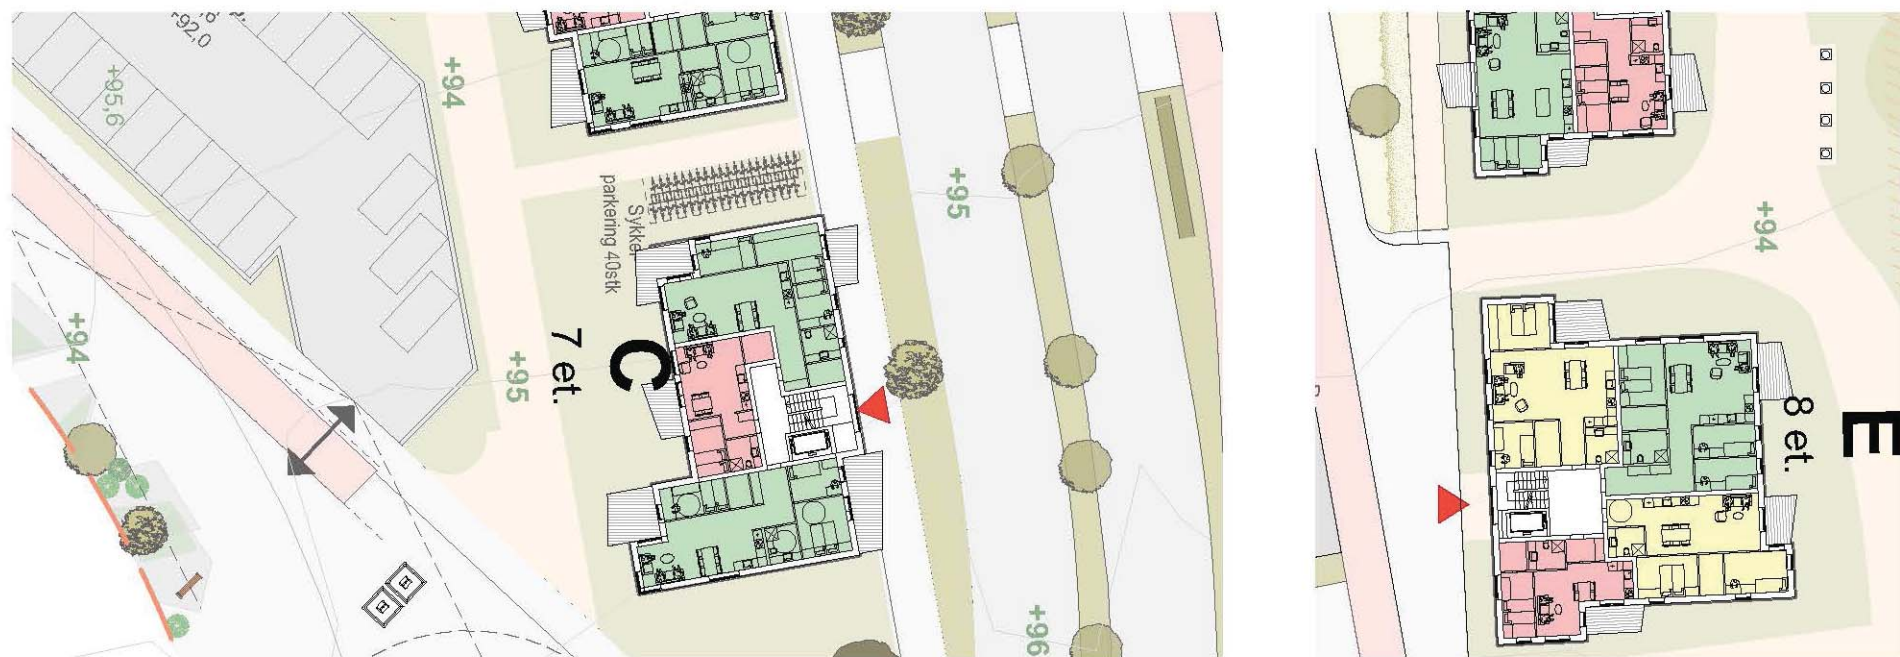 +92,0
+95,6
+94
Sykkel
parkering 40stk
+95
+94
+95
7 et.
C
+96
+94
8 et.
E